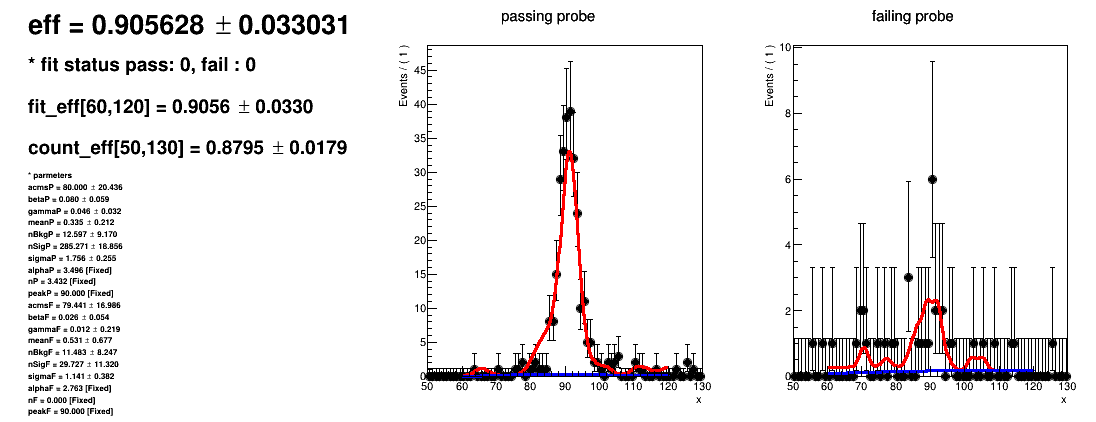 eff = 0.905628 ± 0.033031
* fit status pass: 0, fail : 0
fit_eff[60,120] = 0.9056 ± 0.0330
count_eff[50,130] = 0.8795 ± 0.0179
* parmeters
acmsP = 80.000 ± 20.436
betaP = 0.080 ± 0.059
gammaP = 0.046 ± 0.032
meanP = 0.335 ± 0.212
nBkgP = 12.597 ± 9.170
nSigP = 285.271 ± 18.856
sigmaP = 1.756 ± 0.255
alphaP = 3.496 [Fixed]
nP = 3.432 [Fixed]
peakP = 90.000 [Fixed]
acmsF = 79.441 ± 16.986
betaF = 0.026 ± 0.054
gammaF = 0.012 ± 0.219
meanF = 0.531 ± 0.677
nBkgF = 11.483 ± 8.247
nSigF = 29.727 ± 11.320
sigmaF = 1.141 ± 0.382
alphaF = 2.763 [Fixed]
nF = 0.000 [Fixed]
peakF = 90.000 [Fixed]
passing probe
Events / ( 1 )
45
40
35
30
25
20
15
10
5
0
50 60 70 80 90 100 110 120 130
x
failing probe
Events / ( 1 )
10
8
6
4
2
0
50 60 70 80 90 100 110 120 130
x